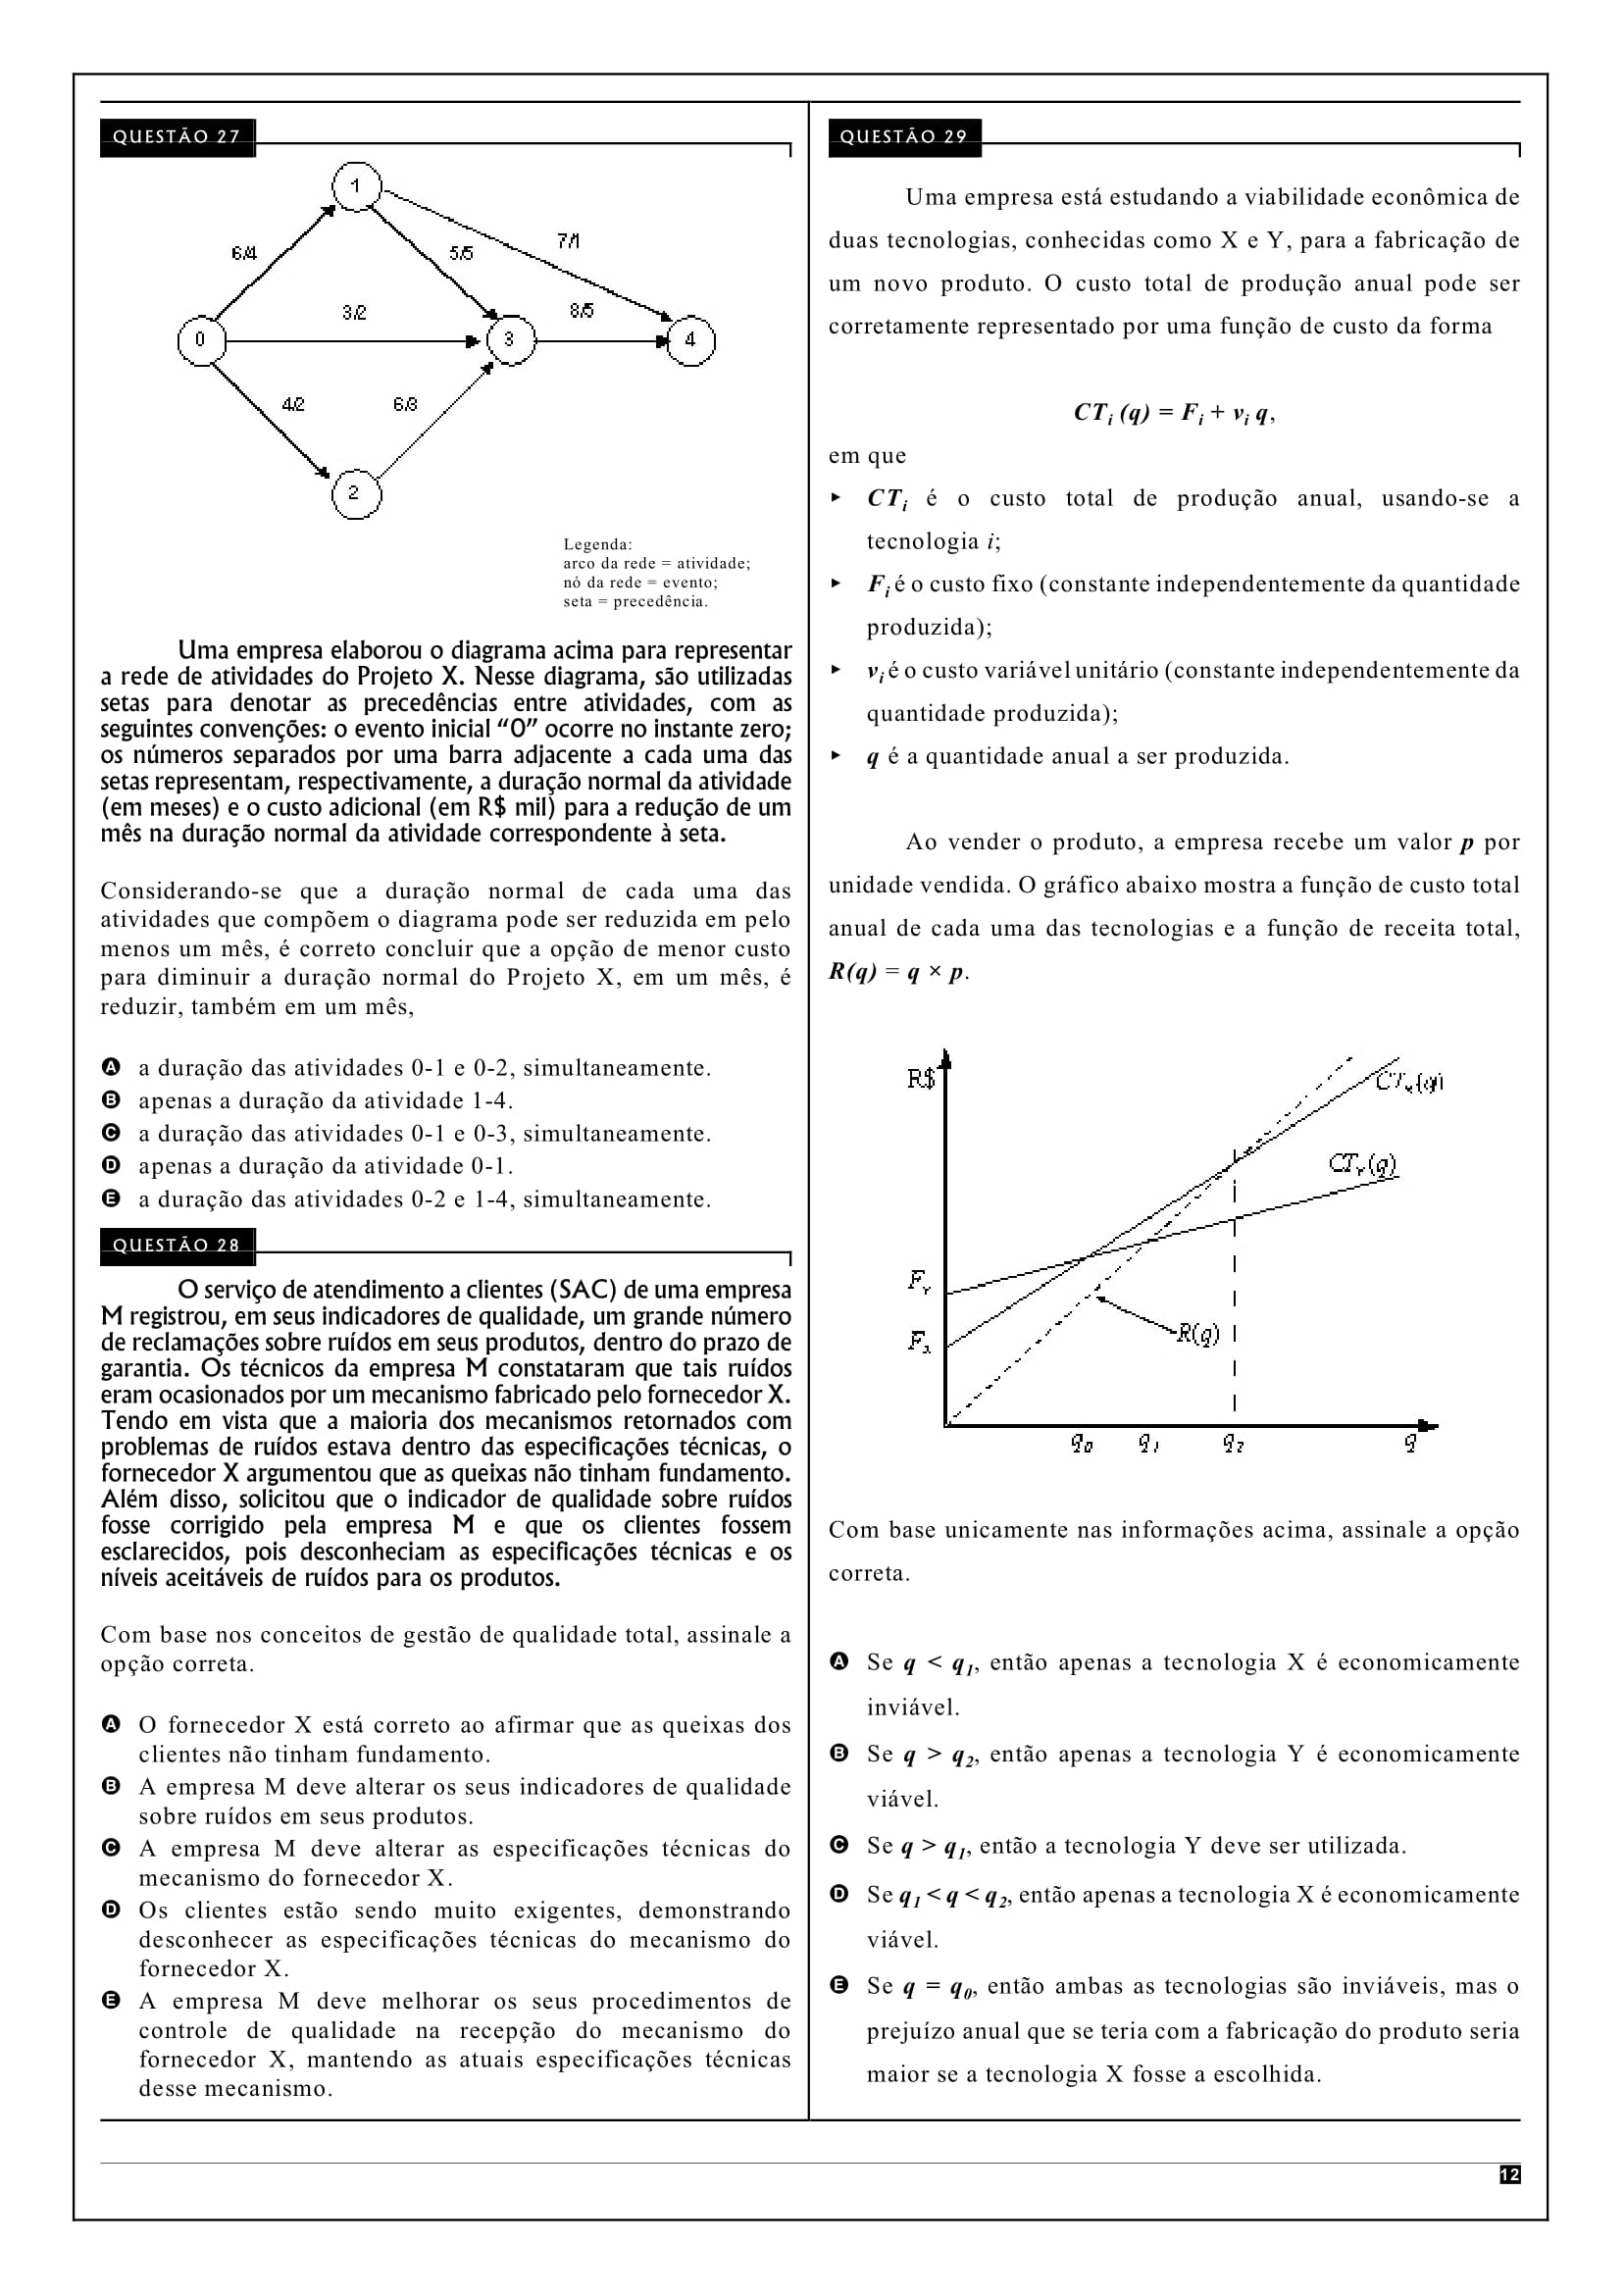 QUESTÃO 27
1
6/4
5/5
7/1
3/2
8/5
0
3
4
4/2
6/3
2
Legenda:
arco da rede = atividade;
nó da rede = evento;
seta = precedência.
Uma empresa elaborou o diagrama acima para representar
a rede de atividades do Projeto X. Nesse diagrama, são utilizadas
setas para denotar as precedências entre atividades, com as
seguintes convenções: o evento inicial “0” ocorre no instante zero;
os números separados por uma barra adjacente a cada uma das
setas representam, respectivamente, a duração normal da atividade
(em meses) e o custo adicional (em R$ mil) para a redução de um
mês na duração normal da atividade correspondente à seta.
Considerando-se que a duração normal de cada uma das
atividades que compõem o diagrama pode ser reduzida em pelo
menos um mês, é correto concluir que a opção de menor custo
para diminuir a duração normal do Projeto X, em um mês, é
reduzir, também em um mês,
A a duração das atividades 0-1 e 0-2, simultaneamente.
B apenas a duração da atividade 1-4.
C a duração das atividades 0-1 e 0-3, simultaneamente.
D apenas a duração da atividade 0-1.
E a duração das atividades 0-2 e 1-4, simultaneamente.
QUESTÃO 28
O serviço de atendimento a clientes (SAC) de uma empresa
M registrou, em seus indicadores de qualidade, um grande número
de reclamações sobre ruídos em seus produtos, dentro do prazo de
garantia. Os técnicos da empresa M constataram que tais ruídos
eram ocasionados por um mecanismo fabricado pelo fornecedor X.
Tendo em vista que a maioria dos mecanismos retornados com
problemas de ruídos estava dentro das especificações técnicas, o
fornecedor X argumentou que as queixas não tinham fundamento.
Além disso, solicitou que o indicador de qualidade sobre ruídos
fosse corrigido pela empresa M e que os clientes fossem
esclarecidos, pois desconheciam as especificações técnicas e os
níveis aceitáveis de ruídos para os produtos.
Com base nos conceitos de gestão de qualidade total, assinale a
opção correta.
A O fornecedor X está correto ao afirmar que as queixas dos
clientes não tinham fundamento.
B A empresa M deve alterar os seus indicadores de qualidade
sobre ruídos em seus produtos.
C A empresa M deve alterar as especificações técnicas do
mecanismo do fornecedor X.
D Os clientes estão sendo muito exigentes, demonstrando
desconhecer as especificações técnicas do mecanismo do
fornecedor X.
E A empresa M deve melhorar os seus procedimentos de
controle de qualidade na recepção do mecanismo do
fornecedor X, mantendo as atuais especificações técnicas
desse mecanismo.
QUESTÃO 29
Uma empresa está estudando a viabilidade econômica de
duas tecnologias, conhecidas como X e Y, para a fabricação de
um novo produto. O custo total de produção anual pode ser
corretamente representado por uma função de custo da forma
CTi (q) = Fi + vi q,
em que
▸ CTi é o custo total de produção anual, usando-se a
tecnologia i;
▸ Fi é o custo fixo (constante independentemente da quantidade
produzida);
▸ vi é o custo variável unitário (constante independentemente da
quantidade produzida);
▸ q é a quantidade anual a ser produzida.
Ao vender o produto, a empresa recebe um valor p por
unidade vendida. O gráfico abaixo mostra a função de custo total
anual de cada uma das tecnologias e a função de receita total,
R(q) = q × p.
R$
CTX(q)
CTY(q)
FY
FX
R(q)
q0 q1 q2 q
Com base unicamente nas informações acima, assinale a opção
correta.
A Se q < q1, então apenas a tecnologia X é economicamente
inviável.
B Se q > q2, então apenas a tecnologia Y é economicamente
viável.
C Se q > q1, então a tecnologia Y deve ser utilizada.
D Se q1 < q < q2, então apenas a tecnologia X é economicamente
viável.
E Se q = q0, então ambas as tecnologias são inviáveis, mas o
prejuízo anual que se teria com a fabricação do produto seria
maior se a tecnologia X fosse a escolhida.
12